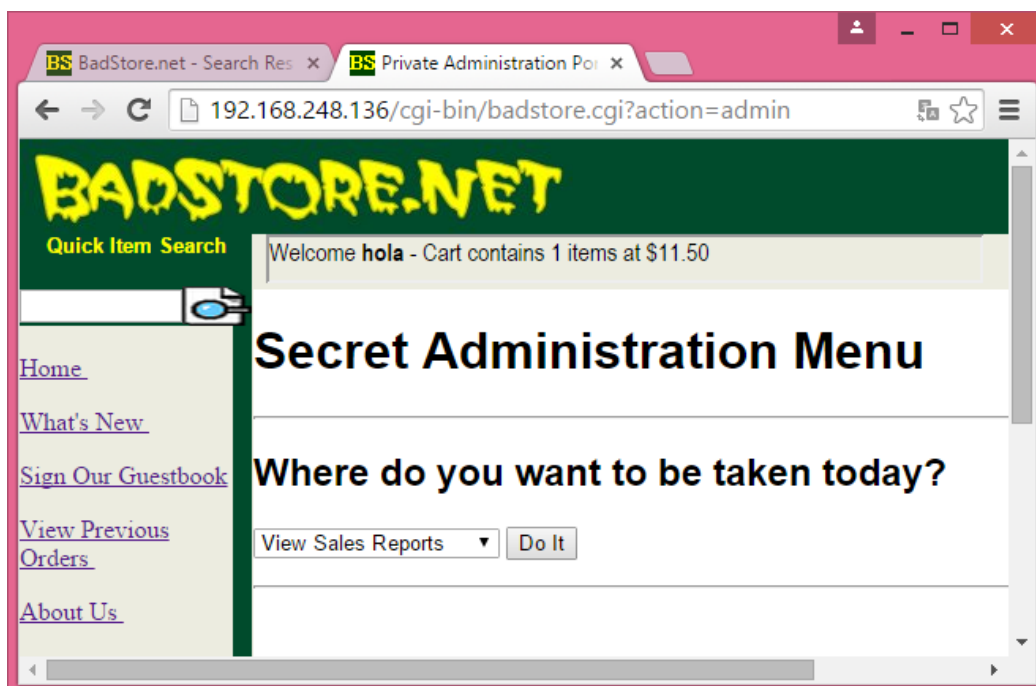 BS BadStore.net - Search Res
BS Private Administration Por
192.168.248.136/cgi-bin/badstore.cgi?action=admin
BADSTORE.NET
Quick Item Search
Welcome hola - Cart contains 1 items at $11.50
Home
What's New
Sign Our Guestbook
View Previous
Orders
About Us
Secret Administration Menu
Where do you want to be taken today?
View Sales Reports
Do It